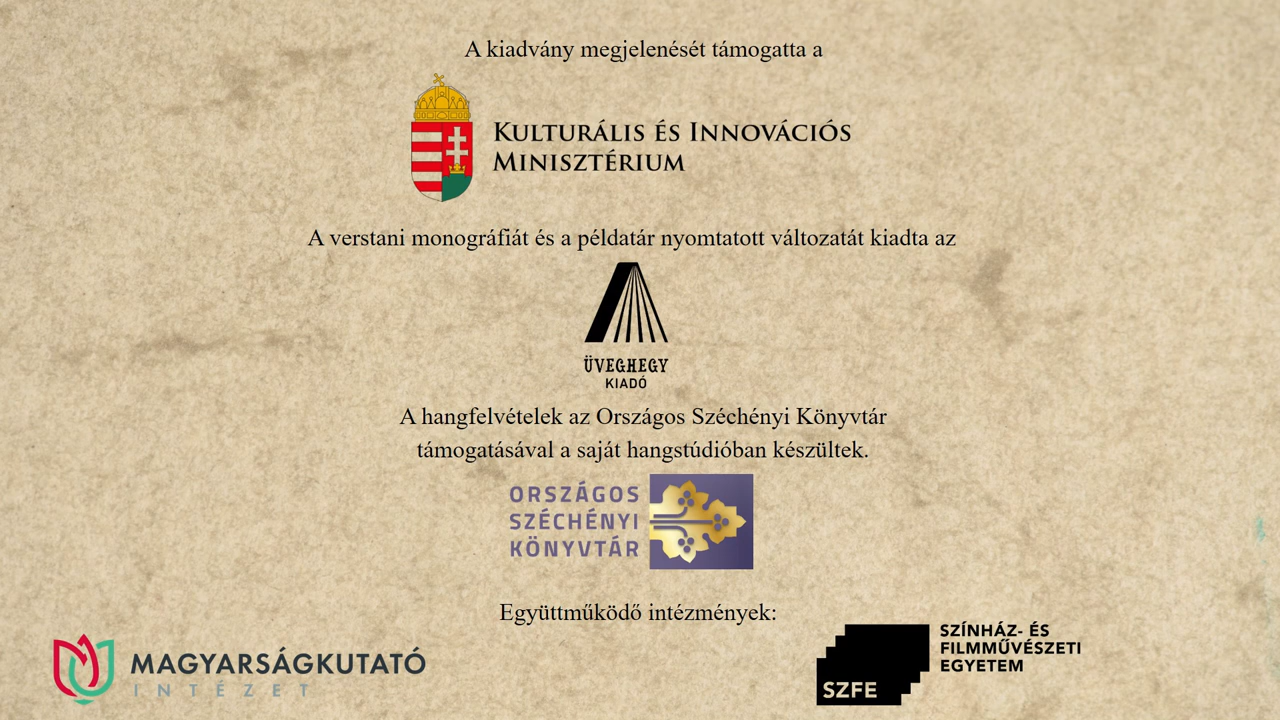 A kiadvány megjelenését támogatta a
KULTURÁLIS ÉS INNOVÁCIÓS
MINISZTÉRIUM
A verstani monográfiát és a példatár nyomtatott változatát kiadta az
ÜVEGHEGY
KIADÓ
A hangfelvételek az Országos Széchényi Könyvtár
támogatásával a saját hangstúdióban készültek.
ORSZÁGOS
SZÉCHÉNYI
KÖNYVTÁR
Együttműködő intézmények:
MAGYARSÁGKUTATÓ
INTÉZET
SZFE
SZÍNHÁZ- ÉS
FILMMŰVÉSZETI
EGYETEM